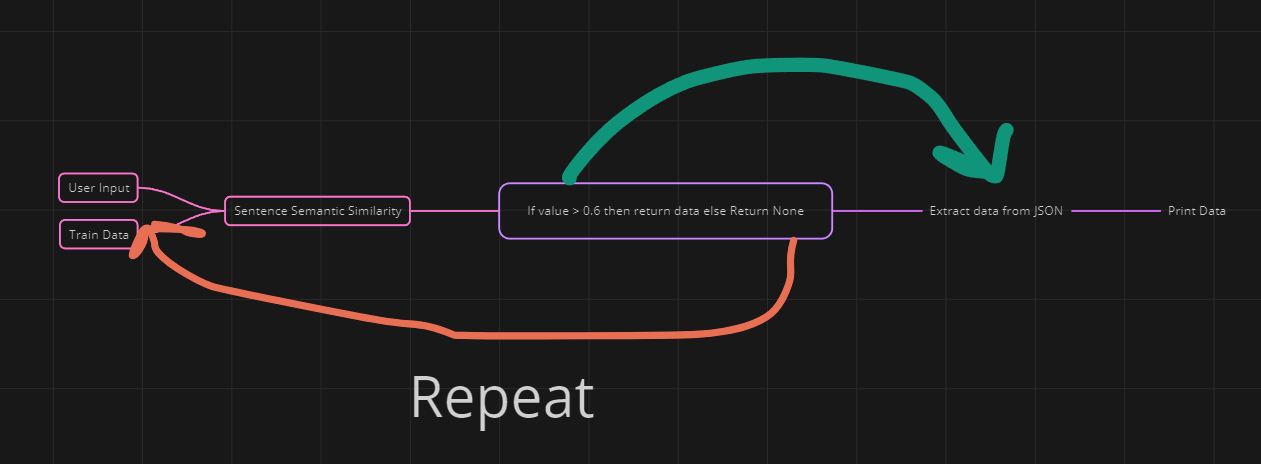 User Input
Train Data
Sentence Semantic Similarity
If value > 0.6 then return data else Return None
Extract data from JSON
Print Data
Repeat